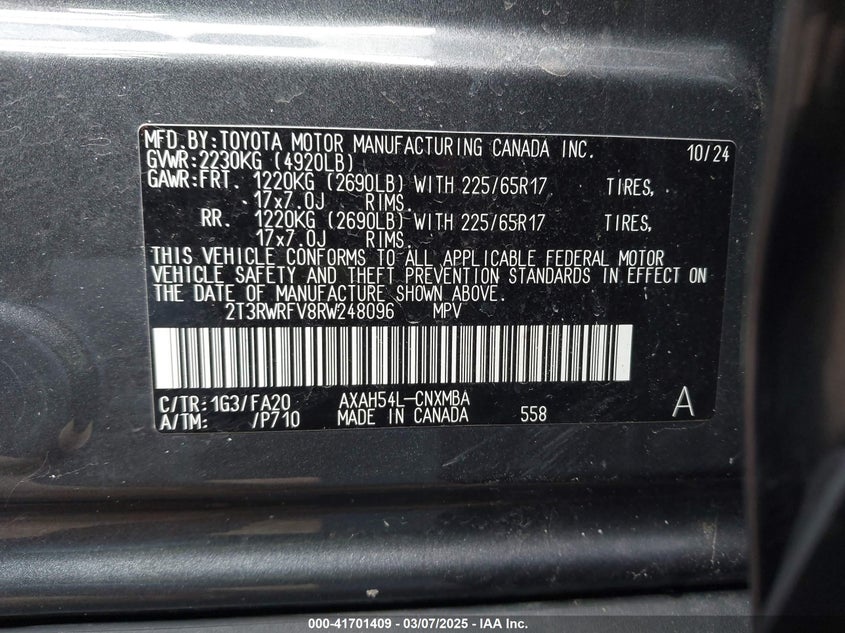 MFD.BY:TOYOTA MOTOR MANUFACTURING CANADA INC. 10/24
GVWR:2230KG (4920LB)
GAWR:FRT. 1220KG (2690LB) WITH 225/65R17 TIRES,
17x7.0J RIMS.
RR. 1220KG (2690LB) WITH 225/65R17 TIRES,
17x7.0J RIMS.
THIS VEHICLE CONFORMS TO ALL APPLICABLE FEDERAL MOTOR
VEHICLE SAFETY AND THEFT PREVENTION STANDARDS IN EFFECT ON
THE DATE OF MANUFACTURE SHOWN ABOVE.
2T3RWRFV8RW248096 MPV
C/TR:1G3/FA20 AXAH54L-CNXMBA
A/TM: /P710 MADE IN CANADA 558 A
000-41701409 - 03/07/2025 - IAA Inc.